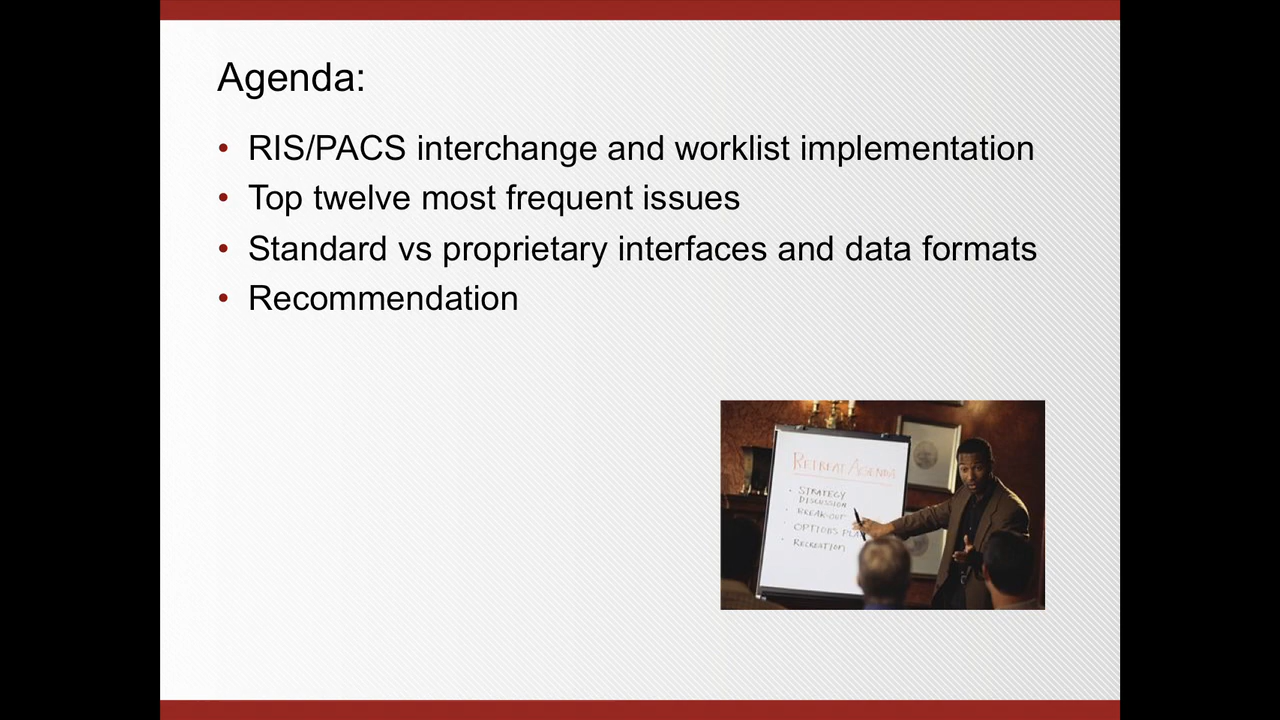 Agenda:
• RIS/PACS interchange and worklist implementation
• Top twelve most frequent issues
• Standard vs proprietary interfaces and data formats
• Recommendation
RETREAT AGENDA
• STRATEGY
DISCUSSION
• BREAK-OUT
• OPTIONS
• RECREATION